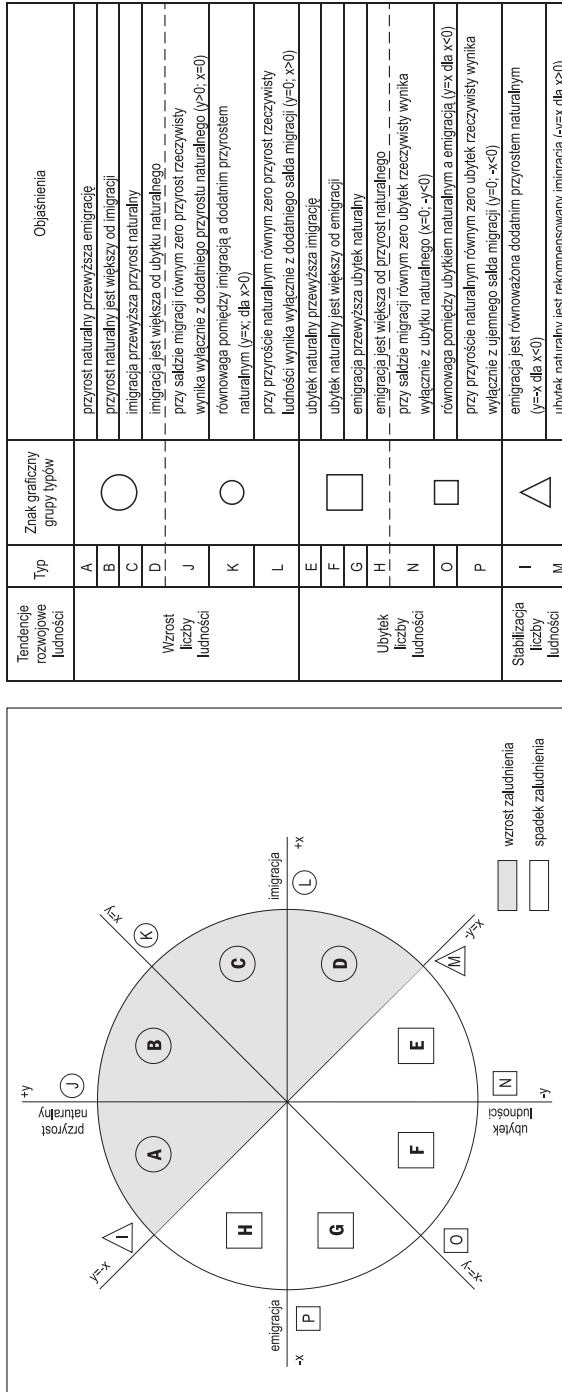 +y
przyrost
naturalny
J
y=-x
I
x=y
K
A
B
H
C
emigracja
-x
P
imigracja
+x
L
G
D
F
E
-x=-y
O
ubytek
ludności
-y
N
-y=x
M
wzrost zaludnienia
spadek zaludnienia
Tendencje
rozwojowe
ludności
Typ
Znak graficzny
grupy typów
Objaśnienia
Wzrost
liczby
ludności
A
przyrost naturalny przewyższa emigrację
B
przyrost naturalny jest większy od imigracji
C
imigracja przewyższa przyrost naturalny
D
imigracja jest większa od ubytku naturalnego
J
przy saldzie migracji równym zero przyrost rzeczywisty
wynika wyłącznie z dodatniego przyrostu naturalnego (y>0; x=0)
K
równowaga pomiędzy imigracją a dodatnim przyrostem
naturalnym (y=x; dla x>0)
L
przy przyroście naturalnym równym zero przyrost rzeczywisty
ludności wynika wyłącznie z dodatniego salda migracji (y=0; x>0)
Ubytek
liczby
ludności
E
ubytek naturalny przewyższa imigrację
F
ubytek naturalny jest większy od emigracji
G
emigracja przewyższa ubytek naturalny
H
emigracja jest większa od przyrost naturalnego
N
przy saldzie migracji równym zero ubytek rzeczywisty wynika
wyłącznie z ubytku naturalnego (x=0; -y<0)
O
równowaga pomiędzy ubytkiem naturalnym a emigracją (y=x dla x<0)
P
przy przyroście naturalnym równym zero ubytek rzeczywisty wynika
wyłącznie z ujemnego salda migracji (y=0; -x<0)
Stabilizacja
liczby
ludności
I
emigracja jest równoważona dodatnim przyrostem naturalnym
(y=-x dla x<0)
M
ubytek naturalny jest rekompensowany imigracją (-y=x dla x>0)